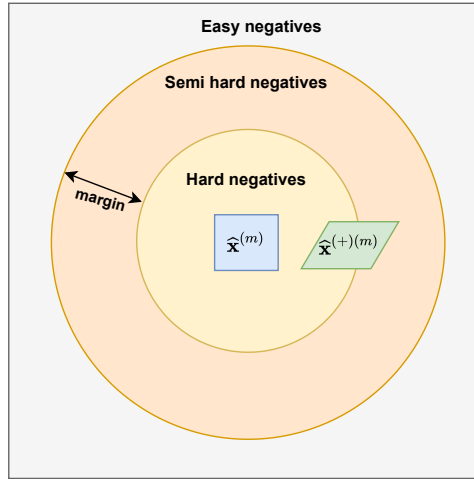 Easy negatives
Semi hard negatives
margin
Hard negatives
x̂^(m)
x̂^(+)(m)